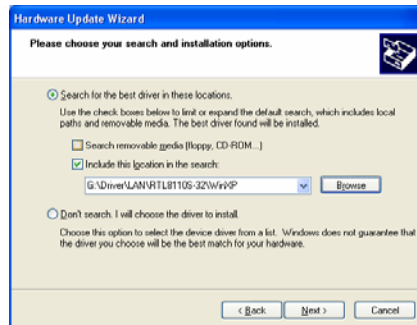 Hardware Update Wizard
Please choose your search and installation options.
Search for the best driver in these locations.
Use the check boxes below to limit or expand the default search, which includes local
paths and removable media. The best driver found will be installed.
Search removable media (floppy, CD-ROM...)
Include this location in the search:
G:\Driver\LAN\RTL8110S-32\WinXP
Browse
Don't search. I will choose the driver to install.
Choose this option to select the device driver from a list. Windows does not guarantee that
the driver you choose will be the best match for your hardware.
< Back Next > Cancel